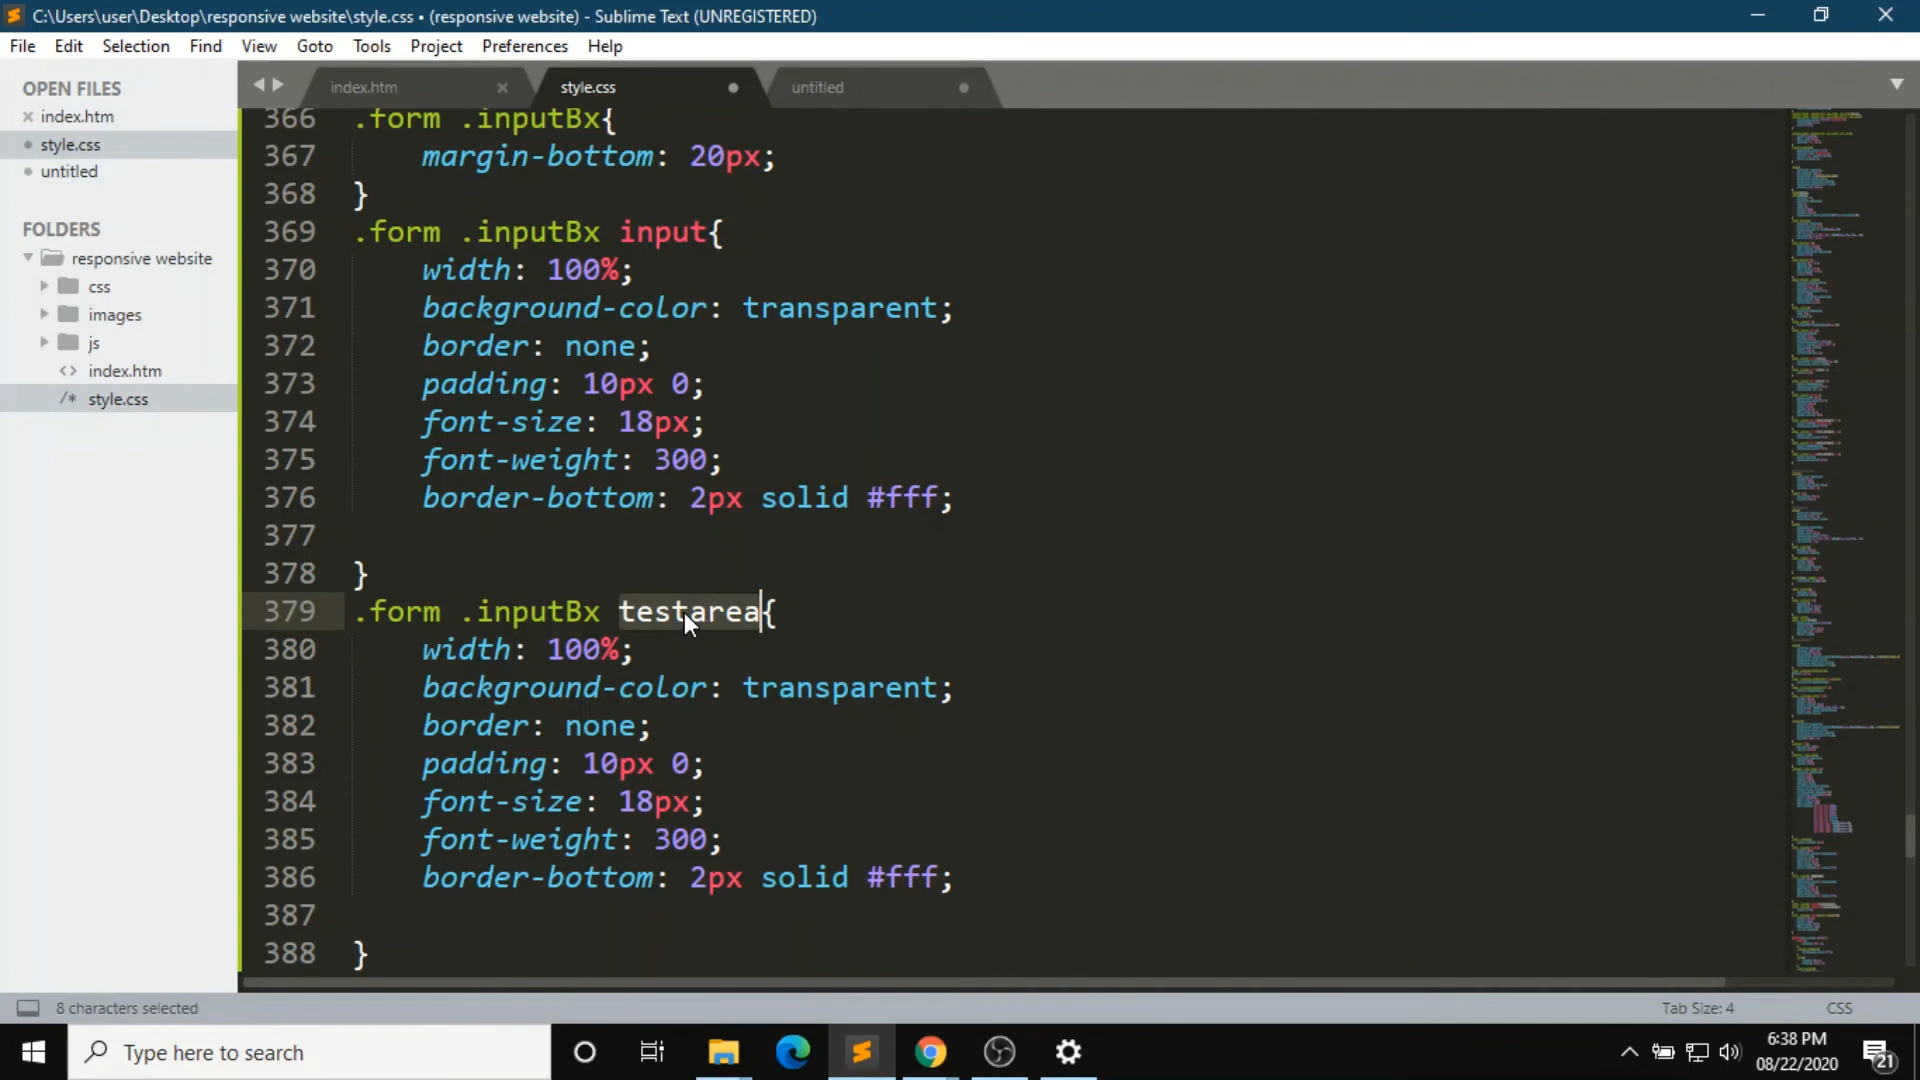 C:\Users\user\Desktop\responsive website\style.css • (responsive website) - Sublime Text (UNREGISTERED)
File Edit Selection Find View Goto Tools Project Preferences Help
OPEN FILES
index.htm
style.css
untitled
FOLDERS
responsive website
css
images
js
index.htm
style.css
index.htm style.css untitled
366 .form .inputBx{
367 margin-bottom: 20px;
368 }
369 .form .inputBx input{
370 width: 100%;
371 background-color: transparent;
372 border: none;
373 padding: 10px 0;
374 font-size: 18px;
375 font-weight: 300;
376 border-bottom: 2px solid #fff;
377
378 }
379 .form .inputBx testarea{
380 width: 100%;
381 background-color: transparent;
382 border: none;
383 padding: 10px 0;
384 font-size: 18px;
385 font-weight: 300;
386 border-bottom: 2px solid #fff;
387
388 }
8 characters selected Tab Size: 4 CSS
Type here to search
6:38 PM
08/22/2020
21